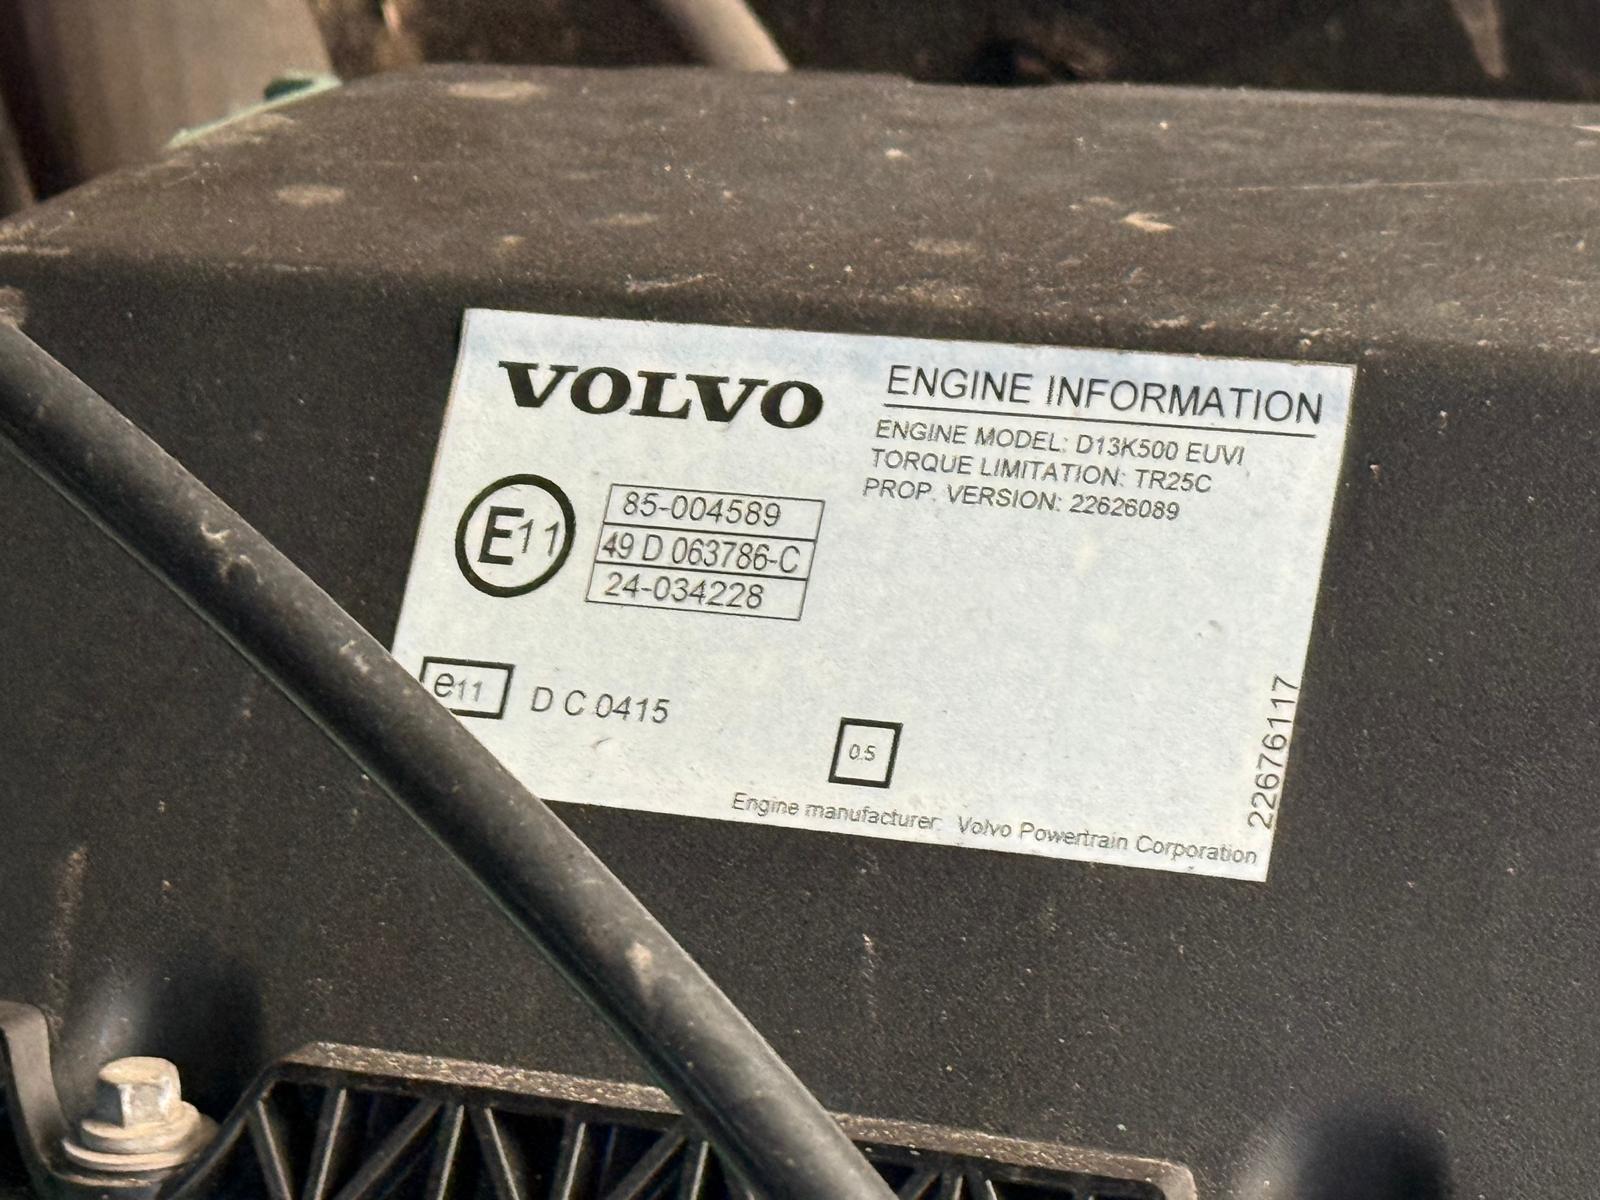 VOLVO
ENGINE INFORMATION
ENGINE MODEL: D13K500 EUVI
TORQUE LIMITATION: TR25C
PROP. VERSION: 22626089
E11
85-004589
49 D 063786-C
24-034228
e11
D C 0415
0.5
Engine manufacturer: Volvo Powertrain Corporation
22676117